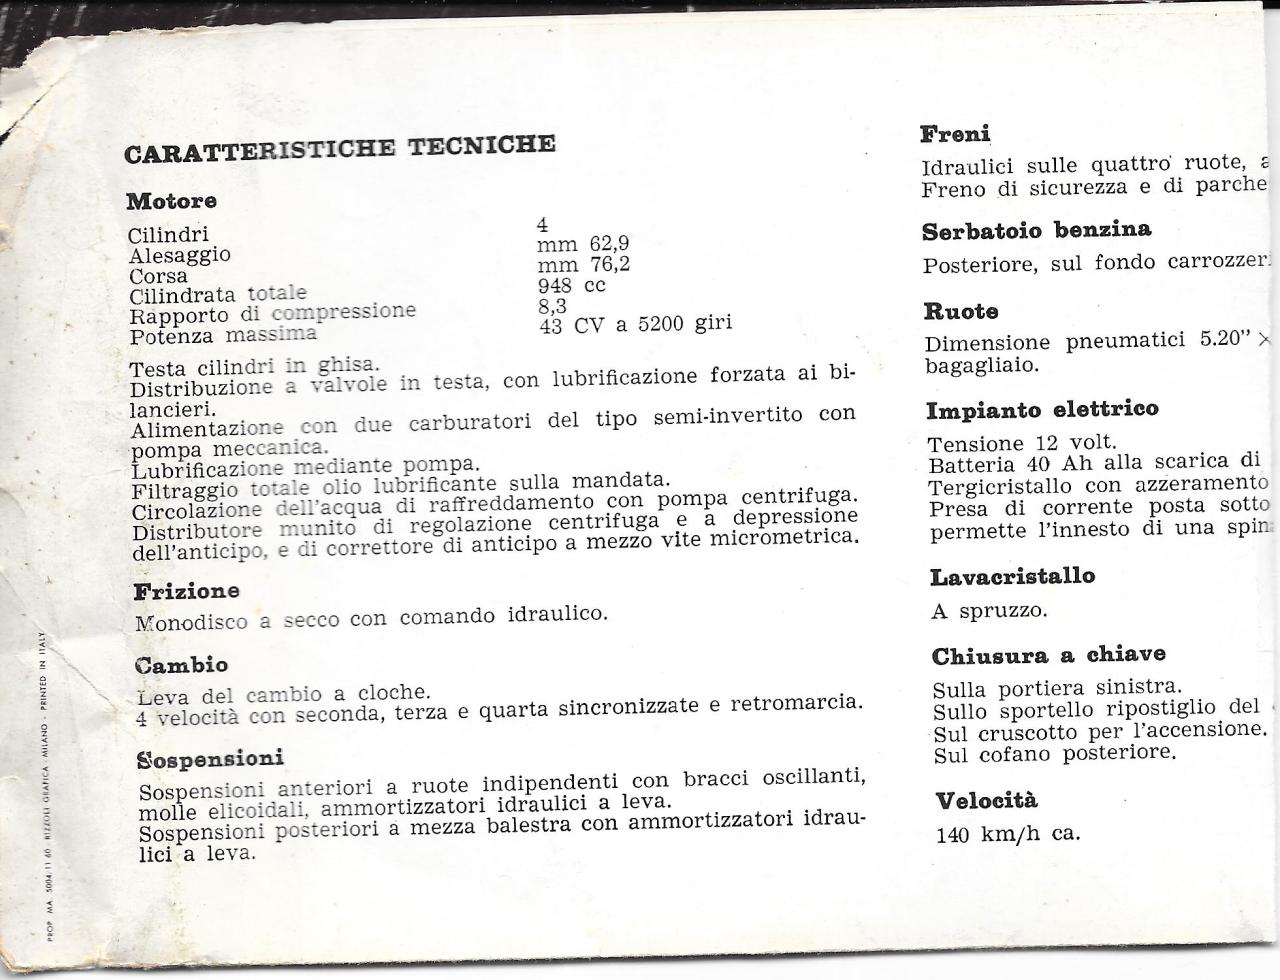 CARATTERISTICHE TECNICHE
Motore
Cilindri 4
Alesaggio mm 62,9
Corsa mm 76,2
Cilindrata totale 948 cc
Rapporto di compressione 8,3
Potenza massima 43 CV a 5200 giri
Testa cilindri in ghisa.
Distribuzione a valvole in testa, con lubrificazione forzata ai bi-
lancieri.
Alimentazione con due carburatori del tipo semi-invertito con
pompa meccanica.
Lubrificazione mediante pompa.
Filtraggio totale olio lubrificante sulla mandata.
Circolazione dell'acqua di raffreddamento con pompa centrifuga.
Distributore munito di regolazione centrifuga e a depressione
dell'anticipo, e di correttore di anticipo a mezzo vite micrometrica.
Frizione
Monodisco a secco con comando idraulico.
Cambio
Leva del cambio a cloche.
4 velocità con seconda, terza e quarta sincronizzate e retromarcia.
Sospensioni
Sospensioni anteriori a ruote indipendenti con bracci oscillanti,
molle elicoidali, ammortizzatori idraulici a leva.
Sospensioni posteriori a mezza balestra con ammortizzatori idrau-
lici a leva.
Freni
Idraulici sulle quattro ruote, a
Freno di sicurezza e di parche
Serbatoio benzina
Posteriore, sul fondo carrozzer
Ruote
Dimensione pneumatici 5.20" ×
bagagliaio.
Impianto elettrico
Tensione 12 volt.
Batteria 40 Ah alla scarica di
Tergicristallo con azzeramento
Presa di corrente posta sotto
permette l'innesto di una spin
Lavacristallo
A spruzzo.
Chiusura a chiave
Sulla portiera sinistra.
Sullo sportello ripostiglio del
Sul cruscotto per l'accensione.
Sul cofano posteriore.
Velocità
140 km/h ca.
PROP MA. 5004/11 60 - RIZZOLI GRAFICA - MILANO - PRINTED IN ITALY